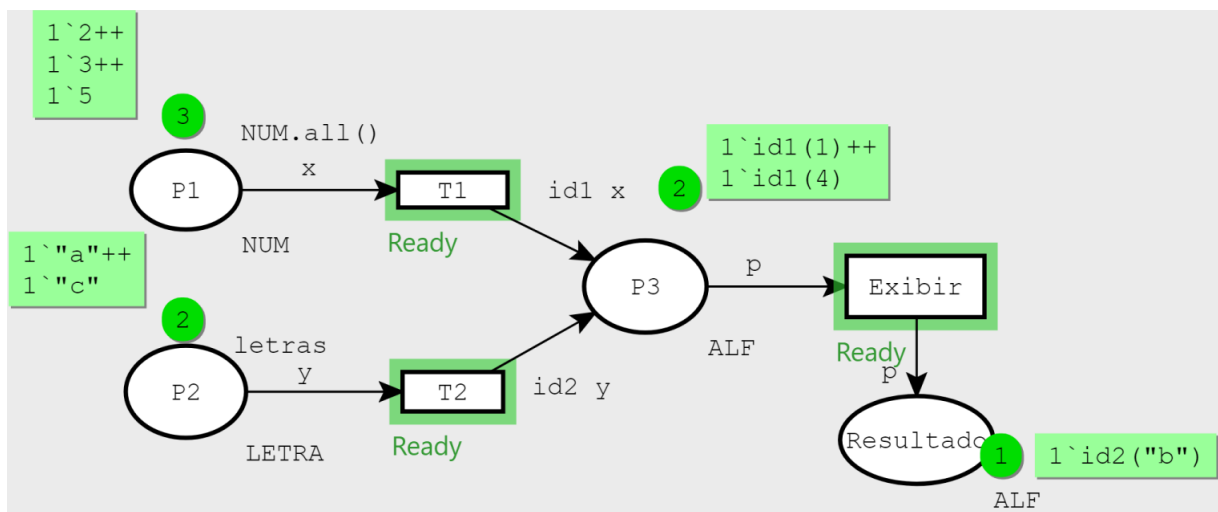 1`2++
1`3++
1`5
3
NUM.all()
x
P1
T1
id1 x
2
1`id1(1)++
1`id1(4)
NUM
Ready
1`"a"++
1`"c"
P3
p
Exibir
2
letras
y
ALF
Ready
P2
T2
id2 y
p
LETRA
Ready
Resultado
1
1`id2("b")
ALF